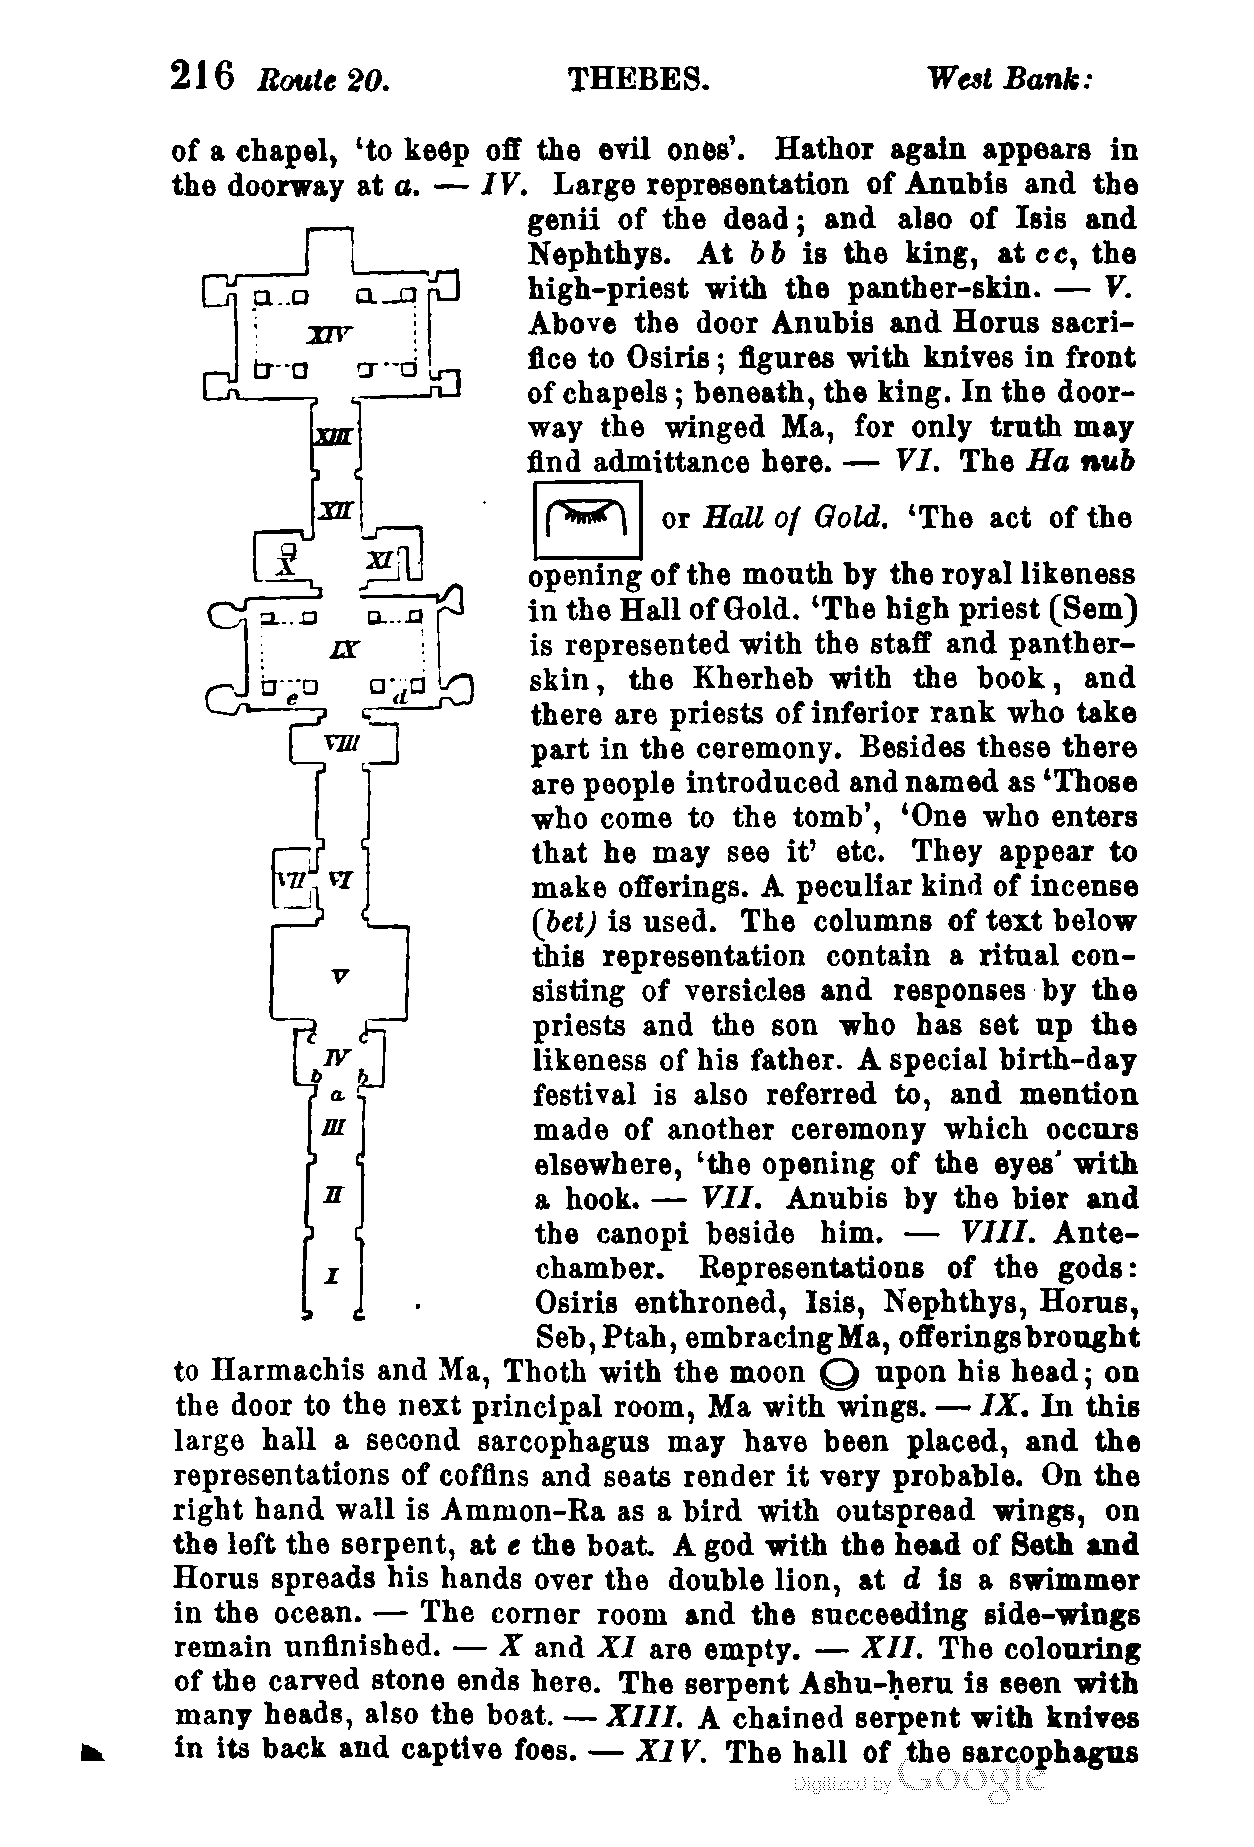 216 Route 20. THEBES. West Bank:
of a chapel, ‘to keep off the evil ones’. Hathor again appears in
the doorway at a. — IV. Large representation of Anubis and the
genii of the dead; and also of Isis and
Nephthys. At b b is the king, at c c, the
high-priest with the panther-skin. — V.
Above the door Anubis and Horus sacri-
fice to Osiris; figures with knives in front
of chapels; beneath, the king. In the door-
way the winged Ma, for only truth may
find admittance here. — VI. The Ha nub
or Hall of Gold. ‘The act of the
opening of the mouth by the royal likeness
in the Hall of Gold. ‘The high priest (Sem)
is represented with the staff and panther-
skin, the Kherheb with the book, and
there are priests of inferior rank who take
part in the ceremony. Besides these there
are people introduced and named as ‘Those
who come to the tomb’, ‘One who enters
that he may see it’ etc. They appear to
make offerings. A peculiar kind of incense
(bet) is used. The columns of text below
this representation contain a ritual con-
sisting of versicles and responses by the
priests and the son who has set up the
likeness of his father. A special birth-day
festival is also referred to, and mention
made of another ceremony which occurs
elsewhere, ‘the opening of the eyes’ with
a hook. — VII. Anubis by the bier and
the canopi beside him. — VIII. Ante-
chamber. Representations of the gods:
Osiris enthroned, Isis, Nephthys, Horus,
Seb, Ptah, embracing Ma, offerings brought
to Harmachis and Ma, Thoth with the moon upon his head; on
the door to the next principal room, Ma with wings. — IX. In this
large hall a second sarcophagus may have been placed, and the
representations of coffins and seats render it very probable. On the
right hand wall is Ammon-Ra as a bird with outspread wings, on
the left the serpent, at e the boat. A god with the head of Seth and
Horus spreads his hands over the double lion, at d is a swimmer
in the ocean. — The corner room and the succeeding side-wings
remain unfinished. — X and XI are empty. — XII. The colouring
of the carved stone ends here. The serpent Ashu-ḥeru is seen with
many heads, also the boat. — XIII. A chained serpent with knives
in its back and captive foes. — XIV. The hall of the sarcophagus
XIV
XIII
XII
X XI
IX
e d
VIII
VII VI
V
c c
IV
b b
a
III
II
I
Digitized by Google